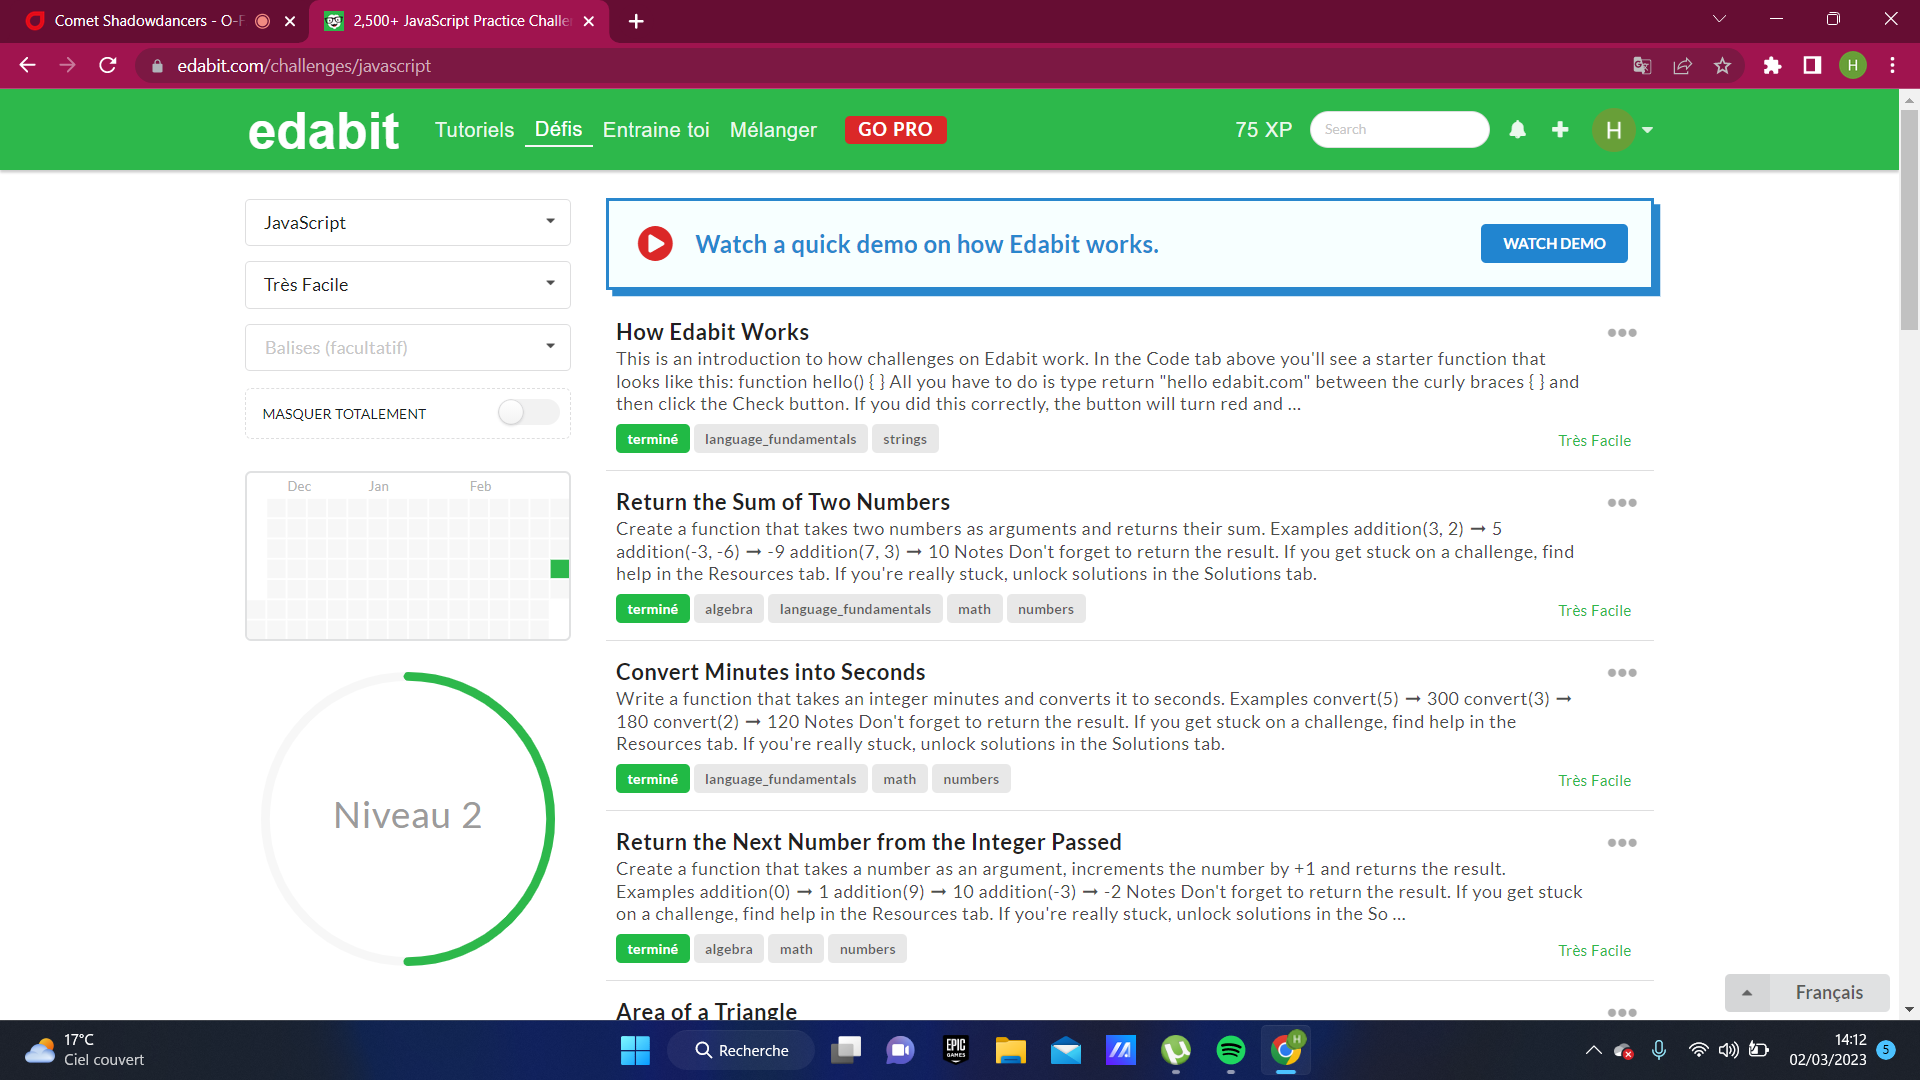 Comet Shadowdancers - O-F
2,500+ JavaScript Practice Challe
edabit.com/challenges/javascript
H
edabit
Tutoriels
Défis
Entraine toi
Mélanger
GO PRO
75 XP
Search
H
JavaScript
Très Facile
Balises (facultatif)
MASQUER TOTALEMENT
Dec Jan Feb
Niveau 2
Watch a quick demo on how Edabit works.
WATCH DEMO
How Edabit Works
This is an introduction to how challenges on Edabit work. In the Code tab above you'll see a starter function that
looks like this: function hello() { } All you have to do is type return "hello edabit.com" between the curly braces { } and
then click the Check button. If you did this correctly, the button will turn red and ...
terminé language_fundamentals strings
Très Facile
Return the Sum of Two Numbers
Create a function that takes two numbers as arguments and returns their sum. Examples addition(3, 2) ➞ 5
addition(-3, -6) ➞ -9 addition(7, 3) ➞ 10 Notes Don't forget to return the result. If you get stuck on a challenge, find
help in the Resources tab. If you're really stuck, unlock solutions in the Solutions tab.
terminé algebra language_fundamentals math numbers
Très Facile
Convert Minutes into Seconds
Write a function that takes an integer minutes and converts it to seconds. Examples convert(5) ➞ 300 convert(3) ➞
180 convert(2) ➞ 120 Notes Don't forget to return the result. If you get stuck on a challenge, find help in the
Resources tab. If you're really stuck, unlock solutions in the Solutions tab.
terminé language_fundamentals math numbers
Très Facile
Return the Next Number from the Integer Passed
Create a function that takes a number as an argument, increments the number by +1 and returns the result.
Examples addition(0) ➞ 1 addition(9) ➞ 10 addition(-3) ➞ -2 Notes Don't forget to return the result. If you get stuck
on a challenge, find help in the Resources tab. If you're really stuck, unlock solutions in the So ...
terminé algebra math numbers
Très Facile
Area of a Triangle
Français
17°C
Ciel couvert
Recherche
EPIC
GAMES
H
14:12
02/03/2023
5